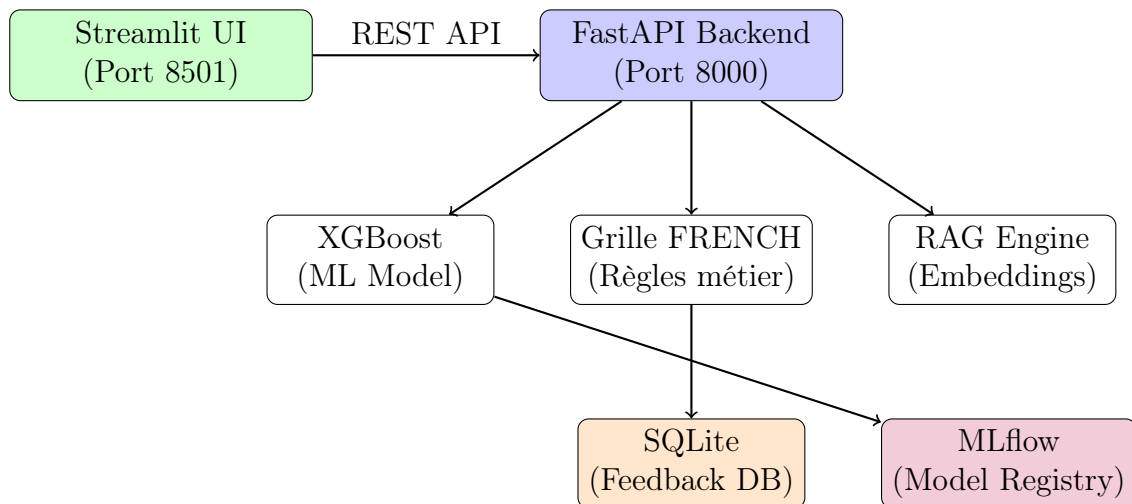 Streamlit UI
(Port 8501)
REST API
FastAPI Backend
(Port 8000)
XGBoost
(ML Model)
Grille FRENCH
(Règles métier)
RAG Engine
(Embeddings)
SQLite
(Feedback DB)
MLflow
(Model Registry)